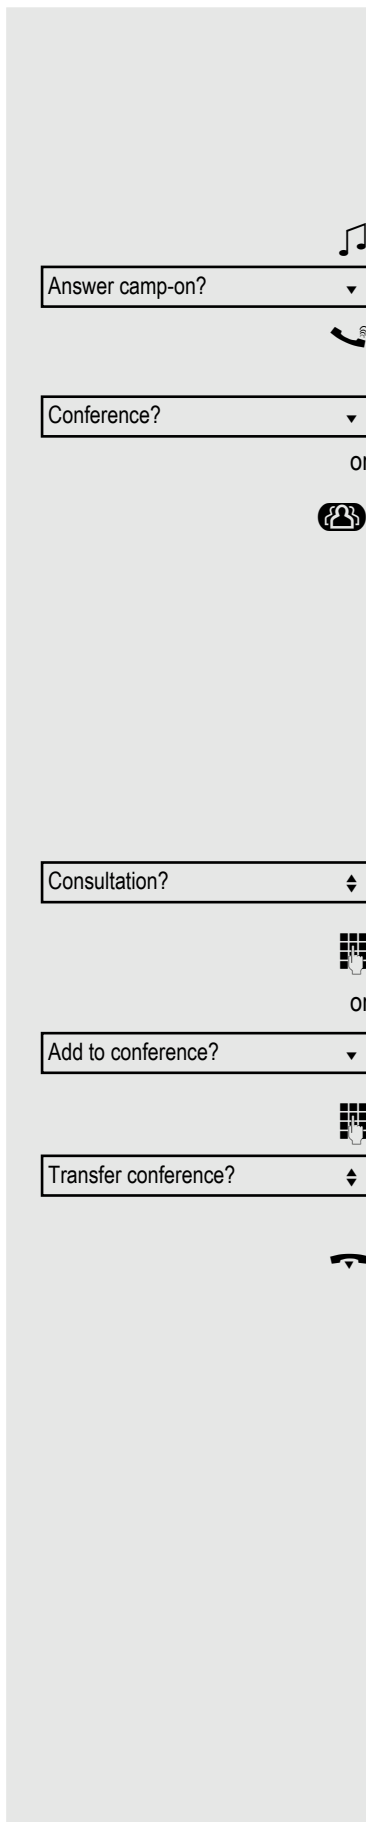 Answer camp-on?
Conference?
or
Consultation?
or
Add to conference?
Transfer conference?